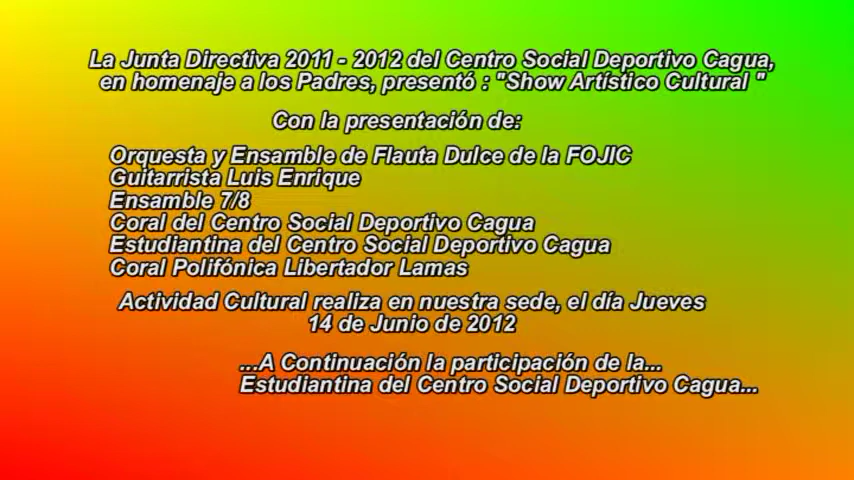 La Junta Directiva 2011 - 2012 del Centro Social Deportivo Cagua,
en homenaje a los Padres, presentó : "Show Artístico Cultural "
Con la presentación de:
Orquesta y Ensamble de Flauta Dulce de la FOJIC
Guitarrista Luis Enrique
Ensamble 7/8
Coral del Centro Social Deportivo Cagua
Estudiantina del Centro Social Deportivo Cagua
Coral Polifónica Libertador Lamas
Actividad Cultural realiza en nuestra sede, el día Jueves
14 de Junio de 2012
...A Continuación la participación de la...
Estudiantina del Centro Social Deportivo Cagua...